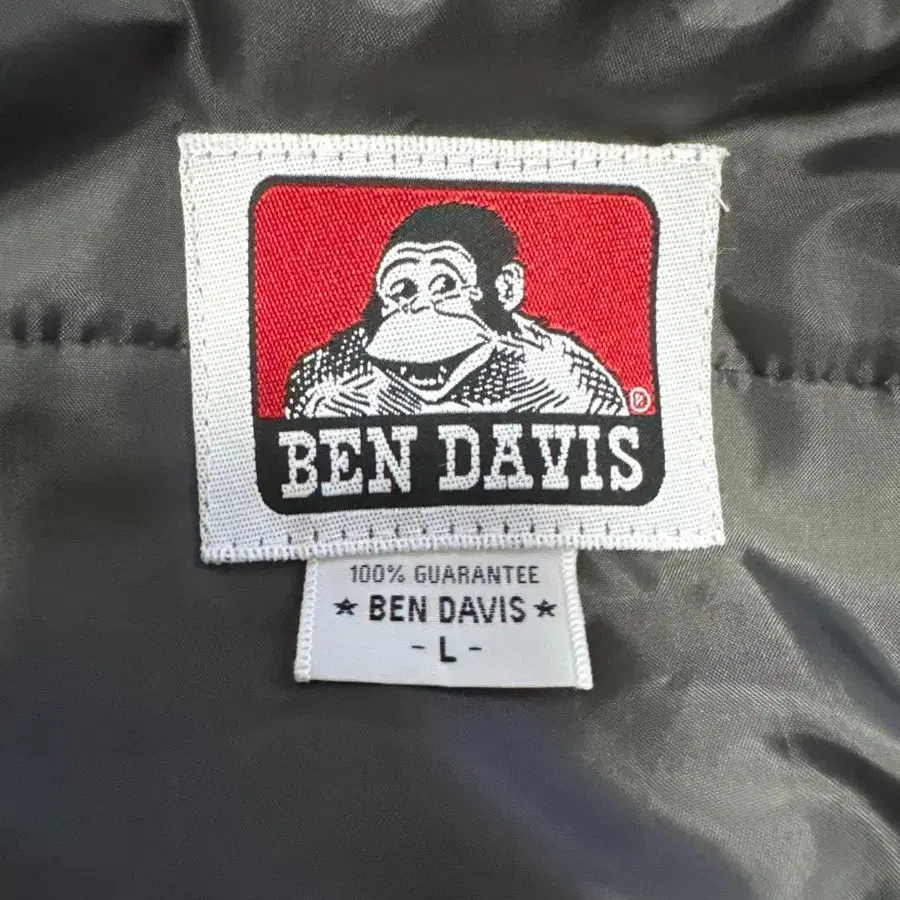 ®
BEN DAVIS
100% GUARANTEE
★ BEN DAVIS ★
- L -